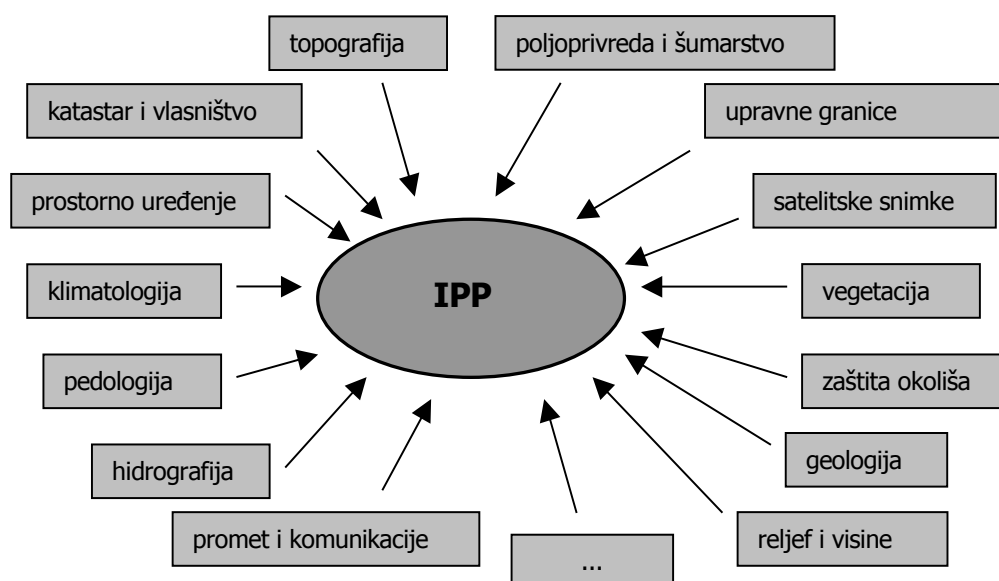 topografija
poljoprivreda i šumarstvo
katastar i vlasništvo
upravne granice
prostorno uređenje
satelitske snimke
klimatologija
IPP
vegetacija
pedologija
zaštita okoliša
hidrografija
geologija
promet i komunikacije
...
reljef i visine